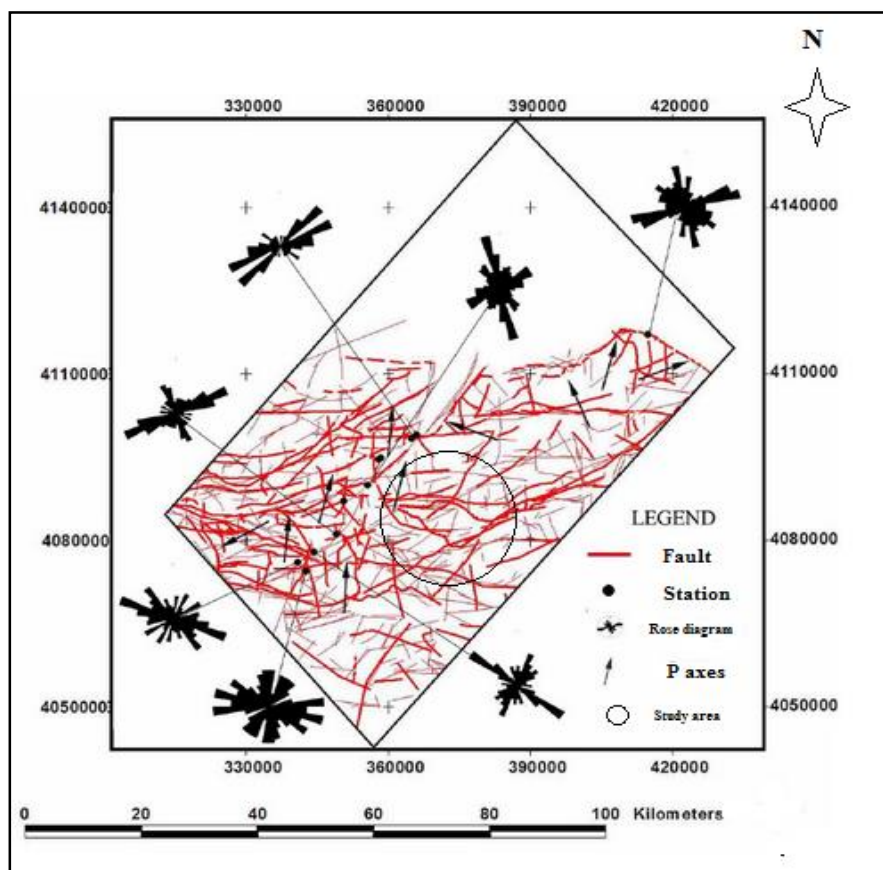 N
330000 360000 390000 420000
4140000 4140000
4110000 4110000
4080000 4080000
LEGEND
Fault
Station
Rose diagram
P axes
Study area
4050000 4050000
330000 360000 390000 420000
0 20 40 60 80 100 Kilometers